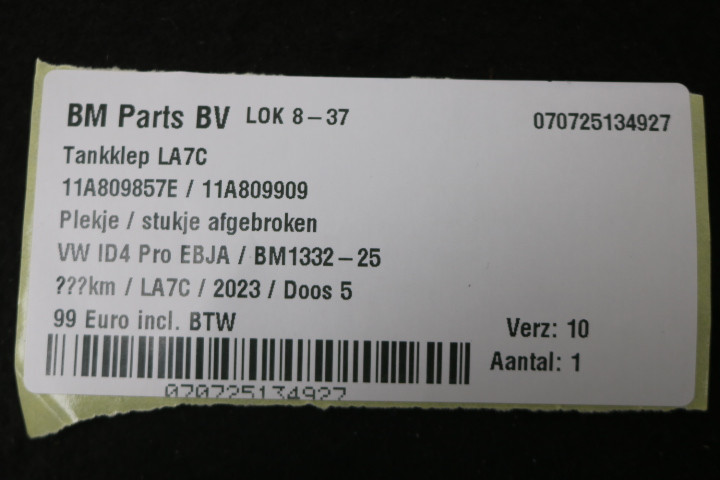 BM Parts BV LOK 8-37 070725134927
Tankklep LA7C
11A809857E / 11A809909
Plekje / stukje afgebroken
VW ID4 Pro EBJA / BM1332-25
???km / LA7C / 2023 / Doos 5
99 Euro incl. BTW Verz: 10
Aantal: 1
070725134927